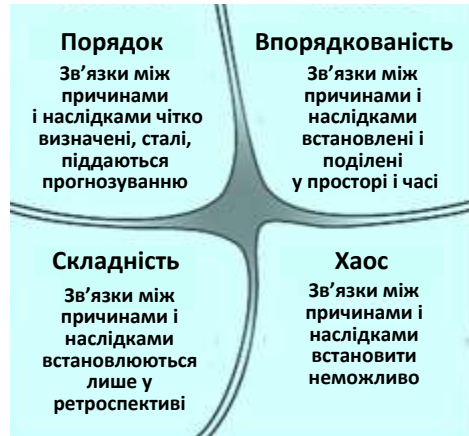 Порядок
Зв’язки між
причинами
і наслідками чітко
визначені, сталі,
піддаються
прогнозуванню
Впорядкованість
Зв’язки між
причинами і
наслідками
встановлені і
поділені
у просторі і часі
Складність
Зв’язки між
причинами і
наслідками
встановлюються
лише у
ретроспективі
Хаос
Зв’язки між
причинами і
наслідками
встановити
неможливо